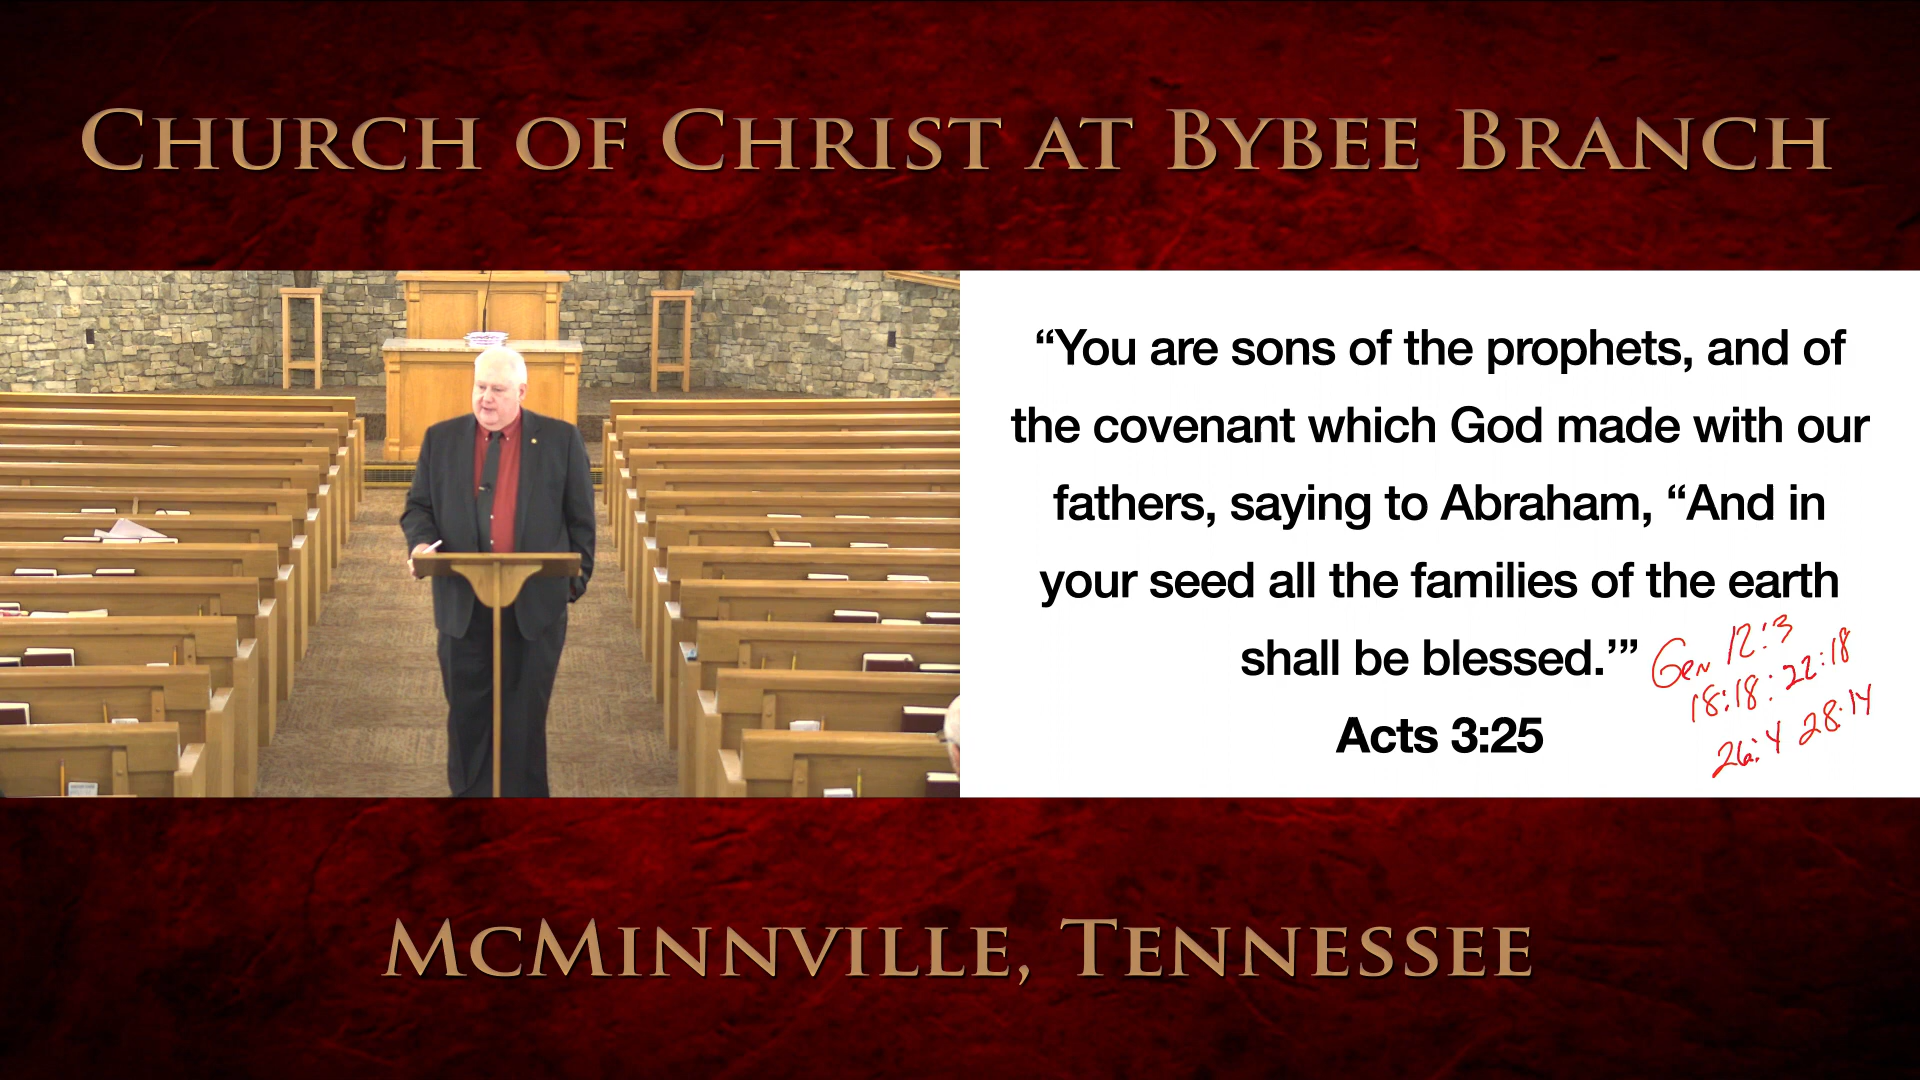 CHURCH OF CHRIST AT BYBEE BRANCH
“You are sons of the prophets, and of
the covenant which God made with our
fathers, saying to Abraham, “And in
your seed all the families of the earth
shall be blessed.’”
Acts 3:25
Gen 12:3
18:18; 22:18
26:4 28:14
MCMINNVILLE, TENNESSEE